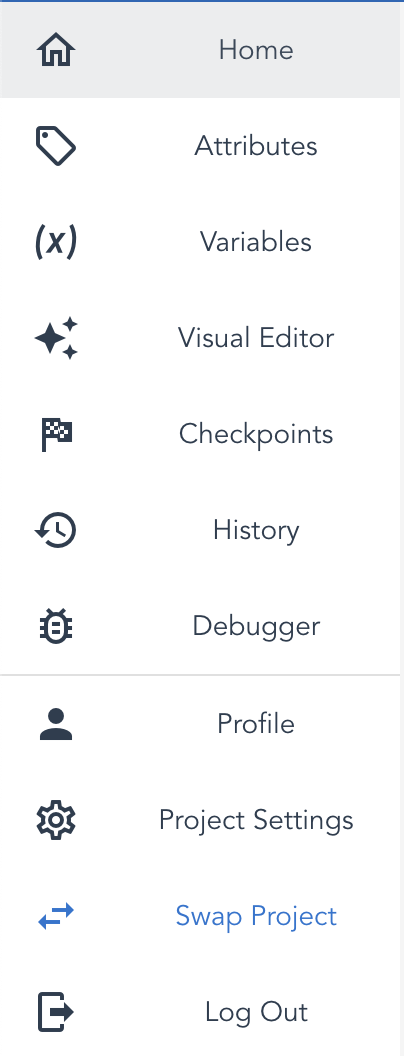 Home
Attributes
(x) Variables
Visual Editor
Checkpoints
History
Debugger
Profile
Project Settings
Swap Project
Log Out